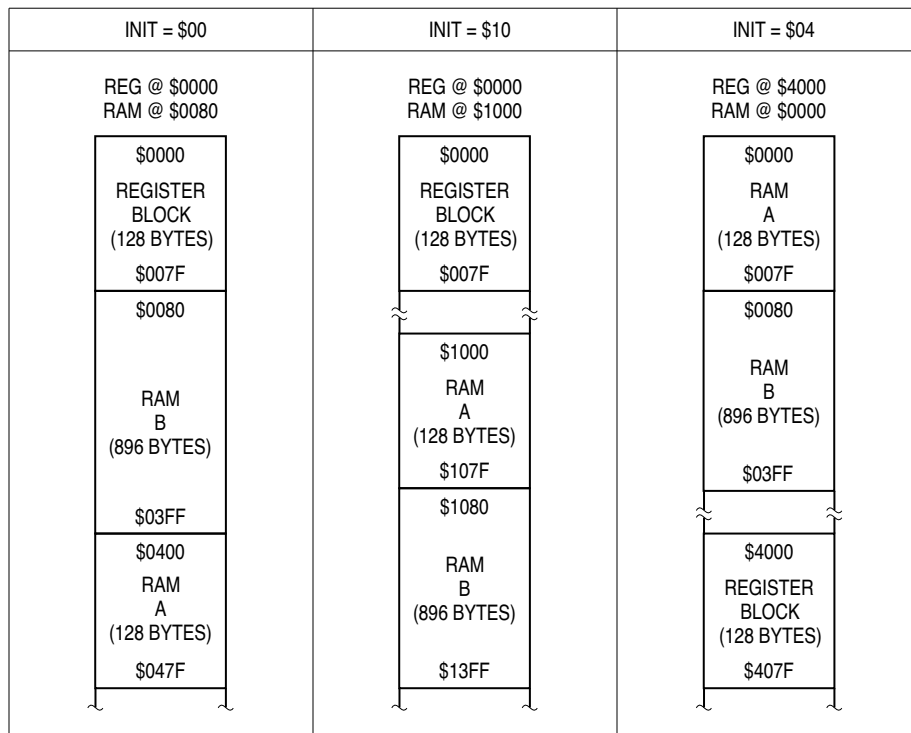 INIT = $00
REG @ $0000
RAM @ $0080
$0000
REGISTER
BLOCK
(128 BYTES)
$007F
$0080
RAM
B
(896 BYTES)
$03FF
$0400
RAM
A
(128 BYTES)
$047F
INIT = $10
REG @ $0000
RAM @ $1000
$0000
REGISTER
BLOCK
(128 BYTES)
$007F
$1000
RAM
A
(128 BYTES)
$107F
$1080
RAM
B
(896 BYTES)
$13FF
INIT = $04
REG @ $4000
RAM @ $0000
$0000
RAM
A
(128 BYTES)
$007F
$0080
RAM
B
(896 BYTES)
$03FF
$4000
REGISTER
BLOCK
(128 BYTES)
$407F